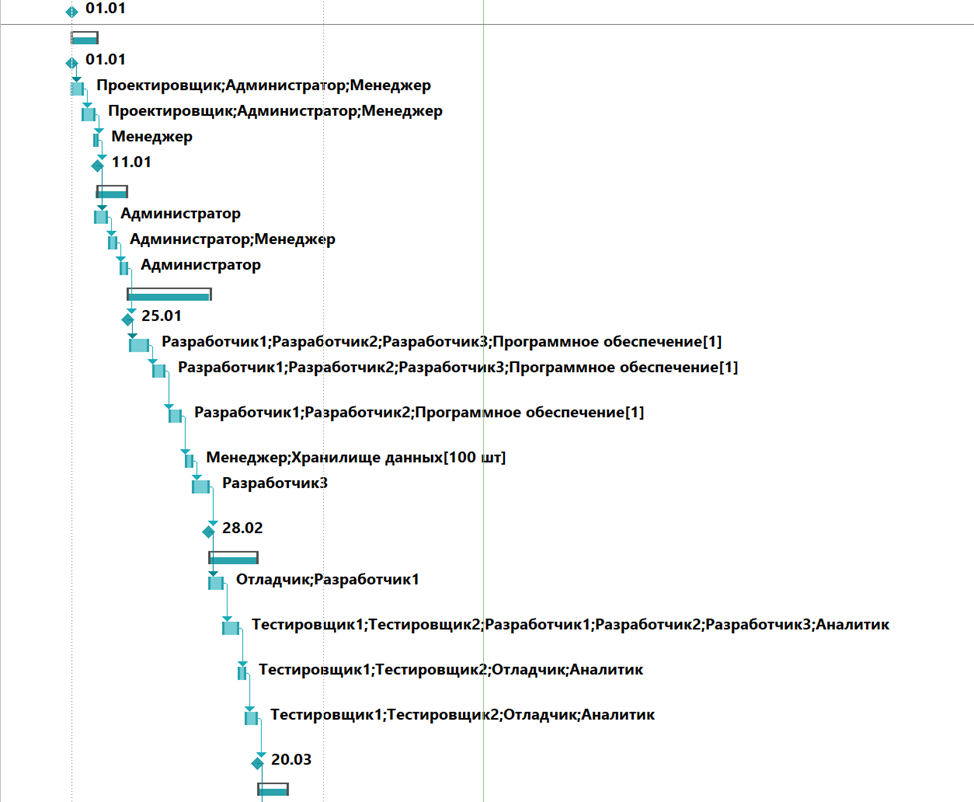 01.01
01.01
Проектировщик;Администратор;Менеджер
Проектировщик;Администратор;Менеджер
Менеджер
11.01
Администратор
Администратор;Менеджер
Администратор
25.01
Разработчик1;Разработчик2;Разработчик3;Программное обеспечение[1]
Разработчик1;Разработчик2;Разработчик3;Программное обеспечение[1]
Разработчик1;Разработчик2;Программное обеспечение[1]
Менеджер;Хранилище данных[100 шт]
Разработчик3
28.02
Отладчик;Разработчик1
Тестировщик1;Тестировщик2;Разработчик1;Разработчик2;Разработчик3;Аналитик
Тестировщик1;Тестировщик2;Отладчик;Аналитик
Тестировщик1;Тестировщик2;Отладчик;Аналитик
20.03